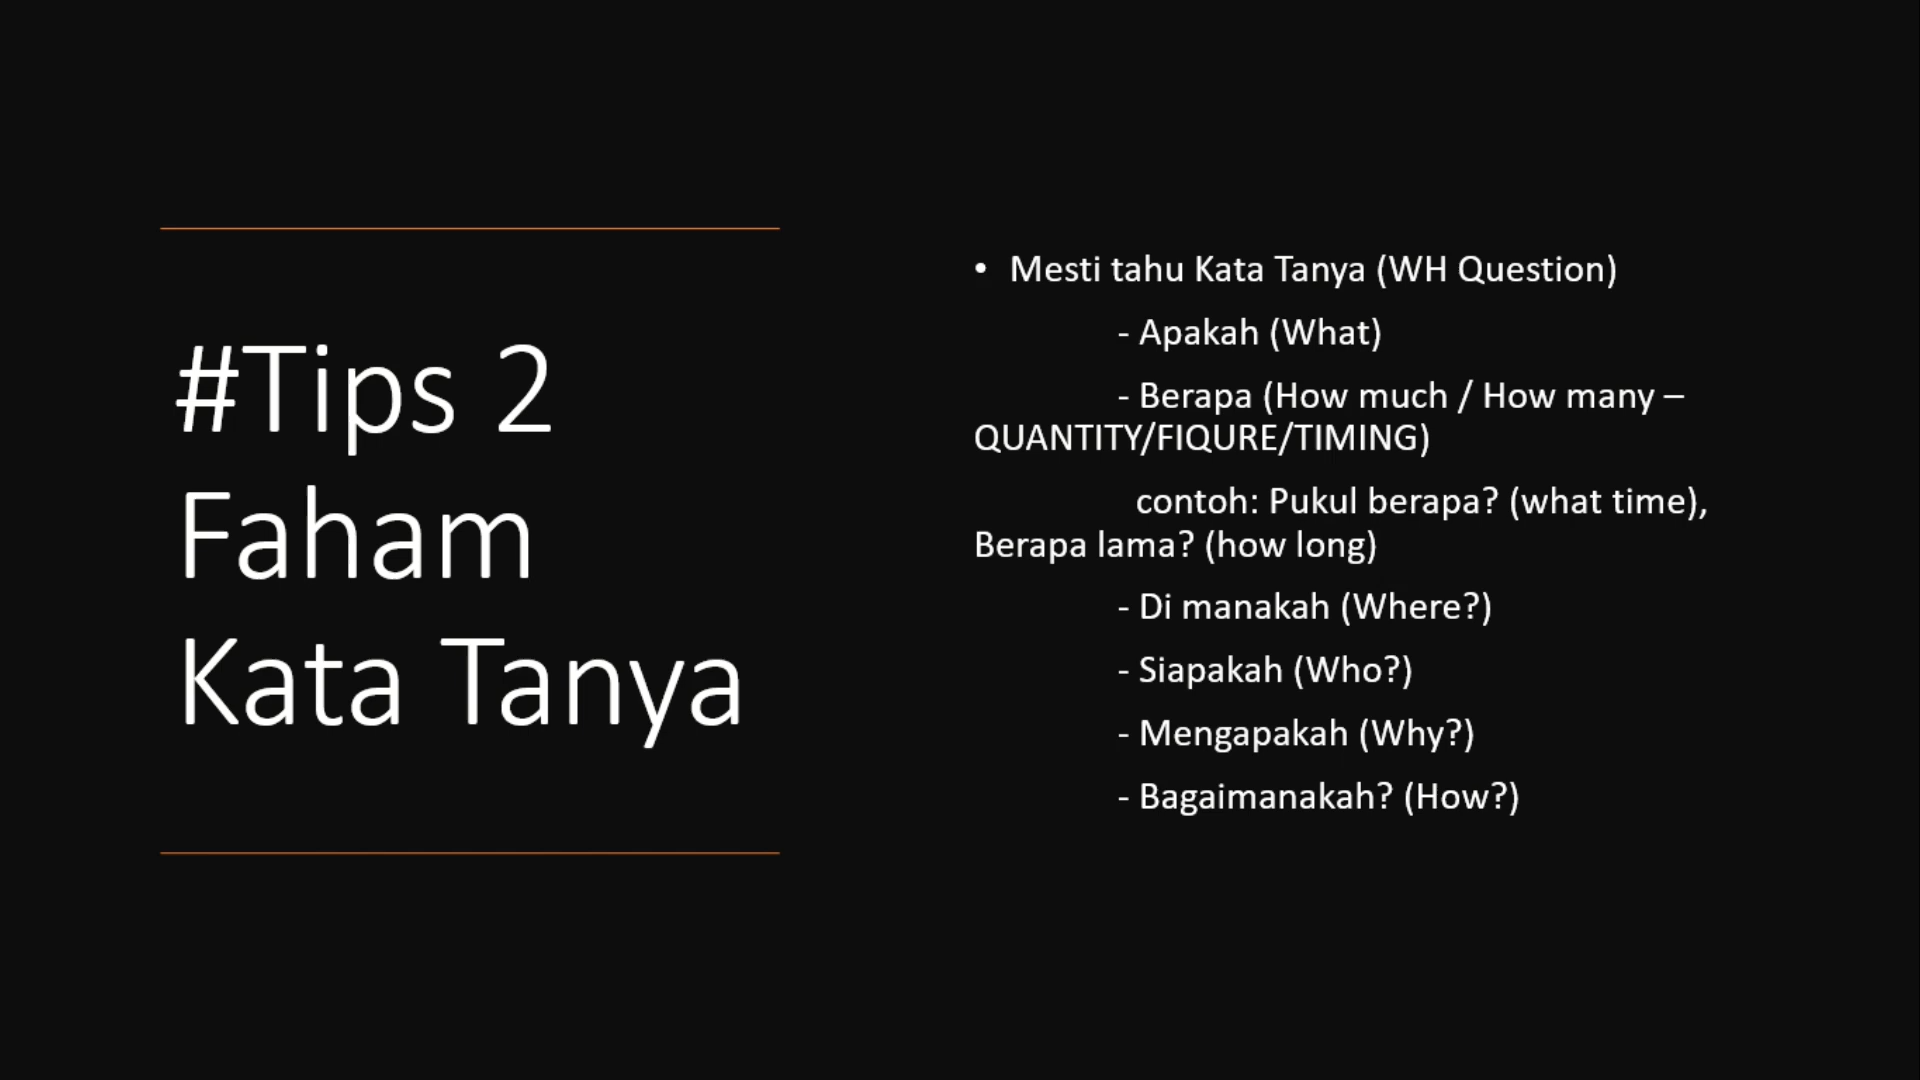 #Tips 2
Faham
Kata Tanya
• Mesti tahu Kata Tanya (WH Question)
- Apakah (What)
- Berapa (How much / How many –
QUANTITY/FIQURE/TIMING)
contoh: Pukul berapa? (what time),
Berapa lama? (how long)
- Di manakah (Where?)
- Siapakah (Who?)
- Mengapakah (Why?)
- Bagaimanakah? (How?)